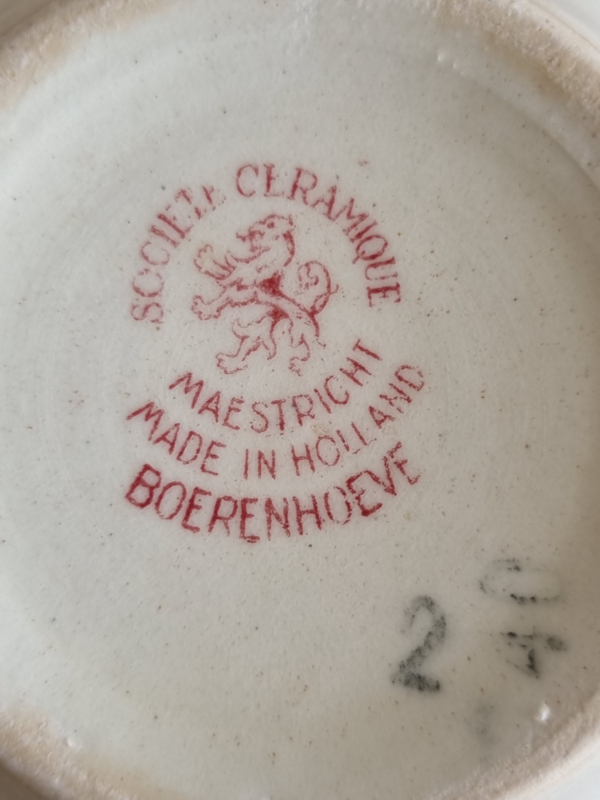 SOCIETE CERAMIQUE
MAESTRICHT
MADE IN HOLLAND
BOERENHOEVE
2